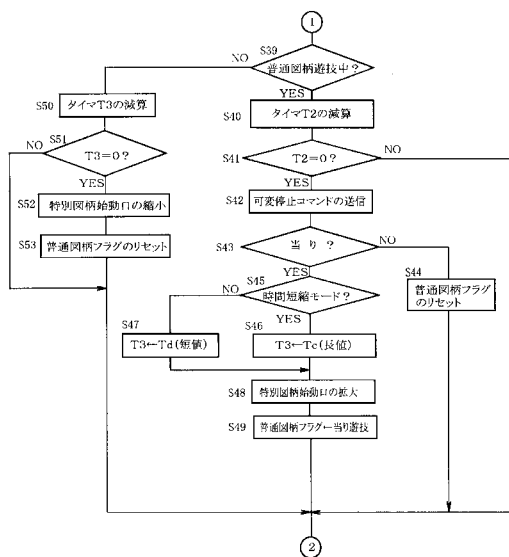 1
S39
普通図柄遊技中？
NO
YES
S50
タイマT3の減算
S40
タイマT2の減算
S51
T3=0？
NO
YES
S41
T2=0？
NO
YES
S52
特別図柄始動口の縮小
S42
可変停止コマンドの送信
S53
普通図柄フラグのリセット
S43
当り？
NO
YES
S44
普通図柄フラグ
のリセット
S45
時間短縮モード？
NO
YES
S47
T3←Td(短値)
S46
T3←Tc(長値)
S48
特別図柄始動口の拡大
S49
普通図柄フラグ←当り遊技
2